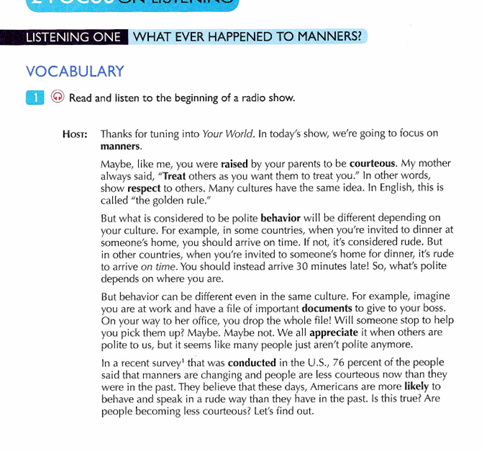 2 FOCUS ON LISTENING
LISTENING ONE WHAT EVER HAPPENED TO MANNERS?
VOCABULARY
1 Read and listen to the beginning of a radio show.
HOST: Thanks for tuning into Your World. In today's show, we're going to focus on
manners.
Maybe, like me, you were raised by your parents to be courteous. My mother
always said, "Treat others as you want them to treat you." In other words,
show respect to others. Many cultures have the same idea. In English, this is
called "the golden rule."
But what is considered to be polite behavior will be different depending on
your culture. For example, in some countries, when you're invited to dinner at
someone's home, you should arrive on time. If not, it's considered rude. But
in other countries, when you're invited to someone's home for dinner, it's rude
to arrive on time. You should instead arrive 30 minutes late! So, what's polite
depends on where you are.
But behavior can be different even in the same culture. For example, imagine
you are at work and have a file of important documents to give to your boss.
On your way to her office, you drop the whole file! Will someone stop to help
you pick them up? Maybe. Maybe not. We all appreciate it when others are
polite to us, but it seems like many people just aren't polite anymore.
In a recent survey¹ that was conducted in the U.S., 76 percent of the people
said that manners are changing and people are less courteous now than they
were in the past. They believe that these days, Americans are more likely to
behave and speak in a rude way than they have in the past. Is this true? Are
people becoming less courteous? Let's find out.